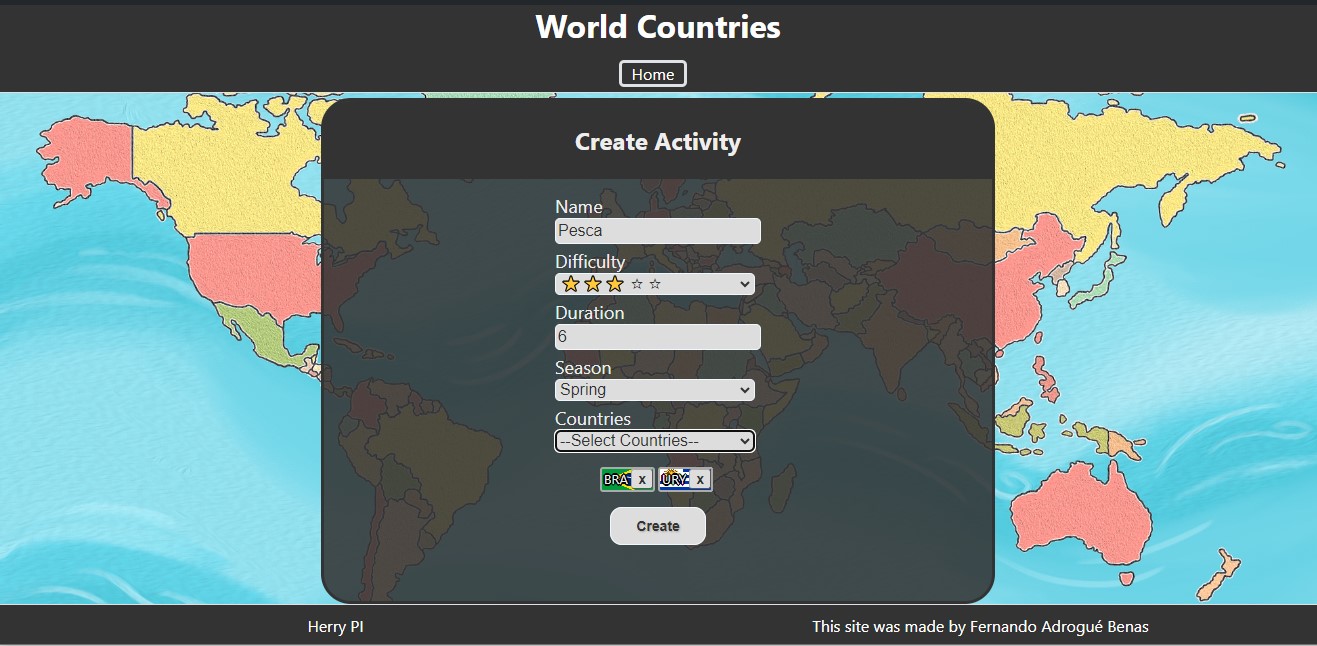 World Countries
Home
Create Activity
Name
Pesca
Difficulty
Duration
6
Season
Spring
Countries
--Select Countries--
BRA x URY x
Create
Herry PI
This site was made by Fernando Adrogué Benas